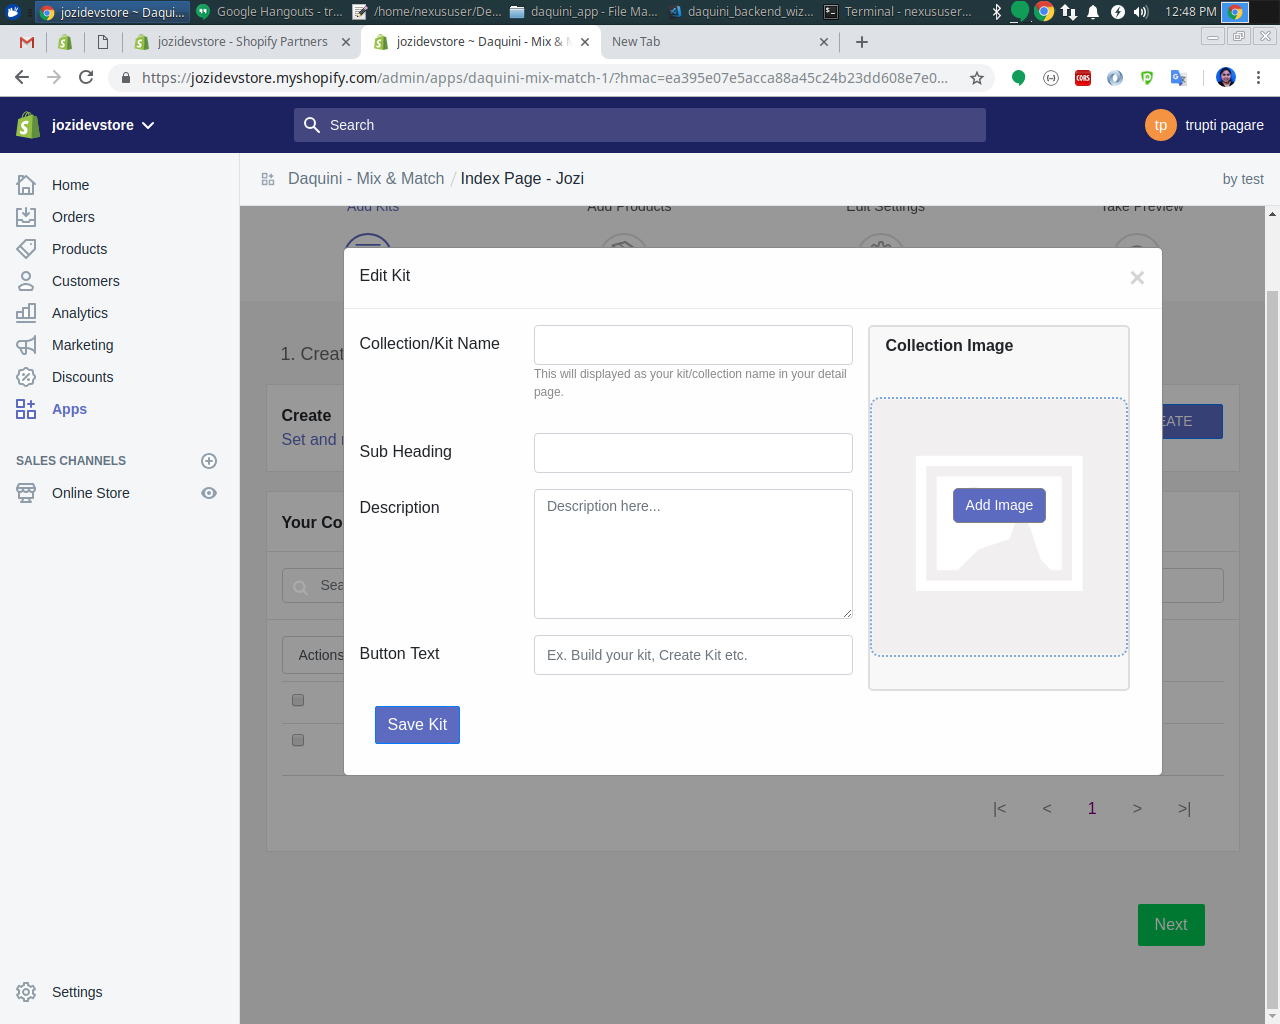 jozidevstore ~ Daqui...
Google Hangouts - tr...
/home/nexususer/De...
daquini_app - File Ma...
daquini_backend_wiz...
Terminal - nexususer...
12:48 PM
jozidevstore - Shopify Partners
jozidevstore ~ Daquini - Mix &
New Tab
https://jozidevstore.myshopify.com/admin/apps/daquini-mix-match-1/?hmac=ea395e07e5acca88a45c24b23dd608e7e0...
CORS
jozidevstore
Search
tp
trupti pagare
Home
Orders
Products
Customers
Analytics
Marketing
Discounts
Apps
SALES CHANNELS
Online Store
Settings
Daquini - Mix & Match / Index Page - Jozi
by test
Add Kits
Add Products
Edit Settings
Take Preview
1. Creat
Create
Set and
EATE
Your Co
Sea
Actions
Edit Kit
×
Collection/Kit Name
This will displayed as your kit/collection name in your detail
page.
Sub Heading
Description
Description here...
Button Text
Ex. Build your kit, Create Kit etc.
Save Kit
Collection Image
Add Image
|< < 1 > >|
Next